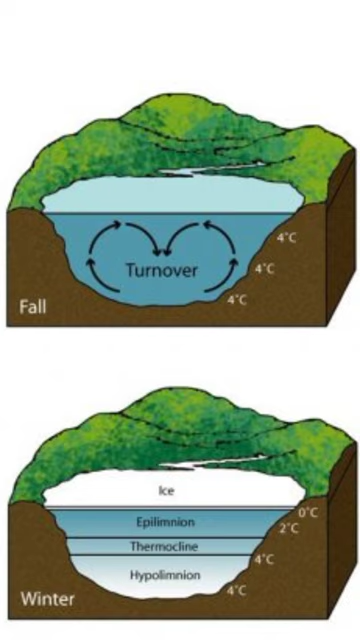 4°C
Turnover
4°C
4°C
Fall
Ice
0°C
Epilimnion
2°C
Thermocline
4°C
Hypolimnion
4°C
Winter